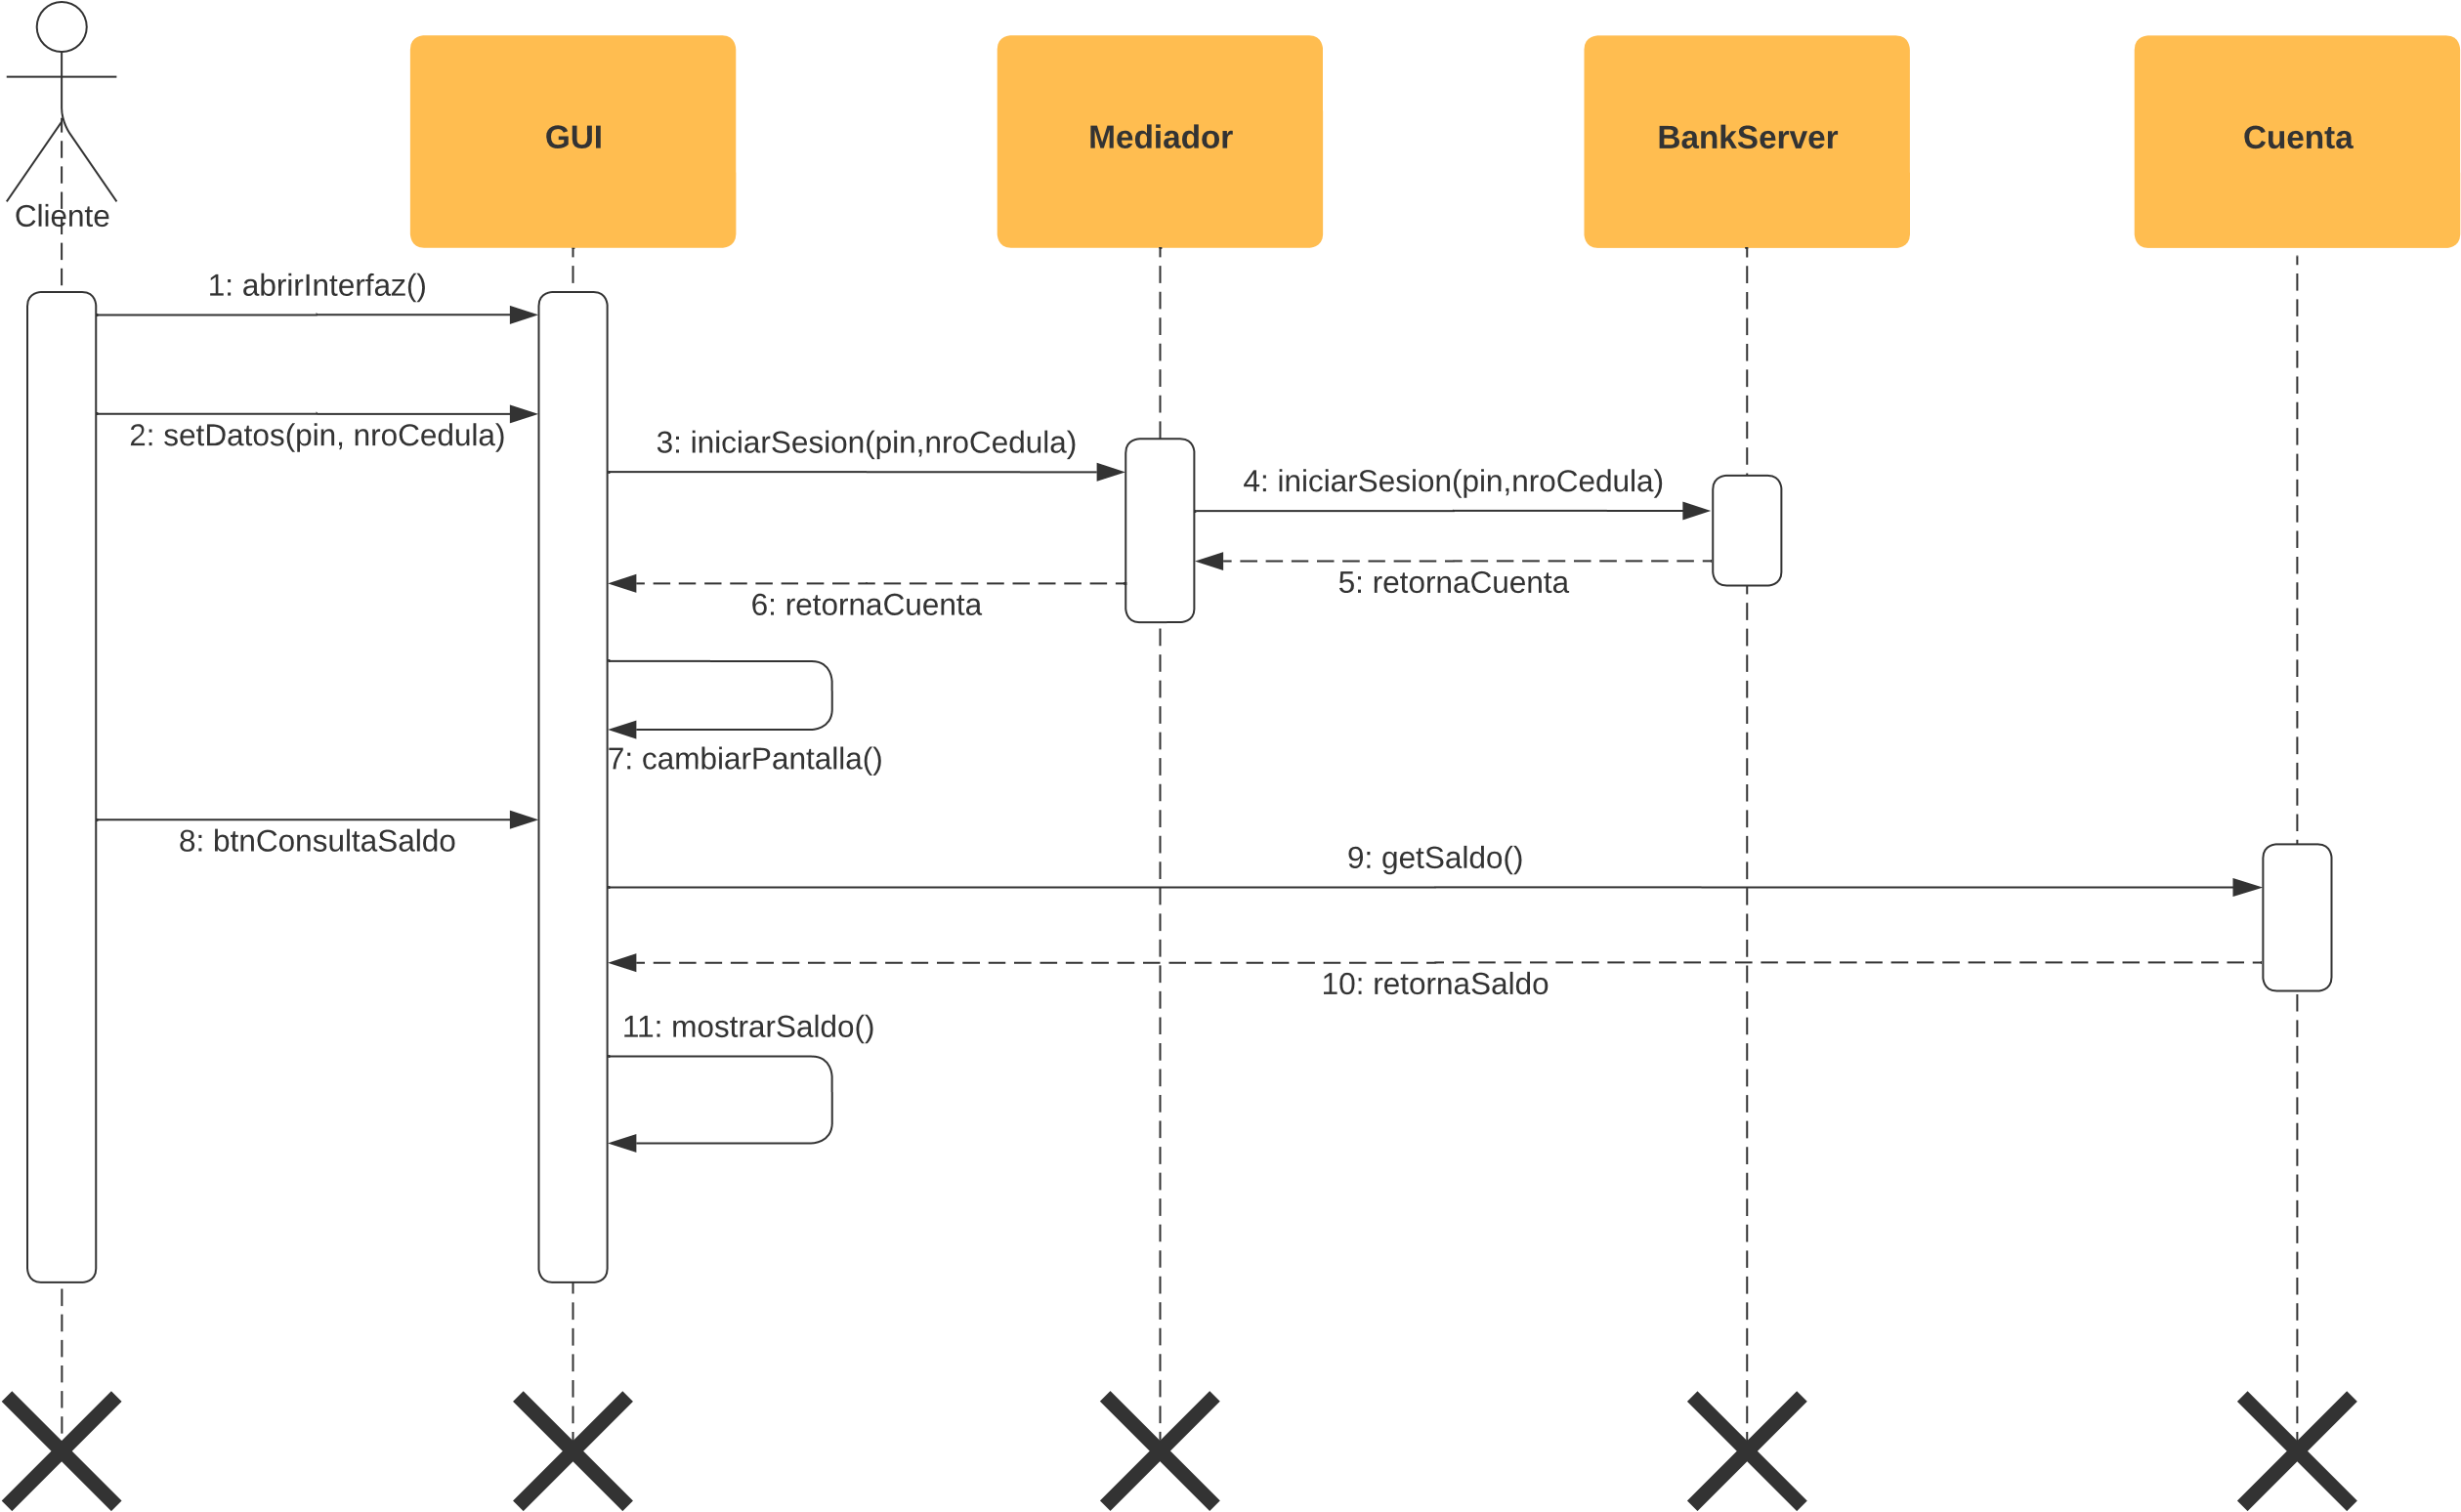 Cliente
GUI
Mediador
BankServer
Cuenta
1: abrirInterfaz()
2: setDatos(pin, nroCedula)
3: iniciarSesion(pin,nroCedula)
4: iniciarSesion(pin,nroCedula)
5: retornaCuenta
6: retornaCuenta
7: cambiarPantalla()
8: btnConsultaSaldo
9: getSaldo()
10: retornaSaldo
11: mostrarSaldo()